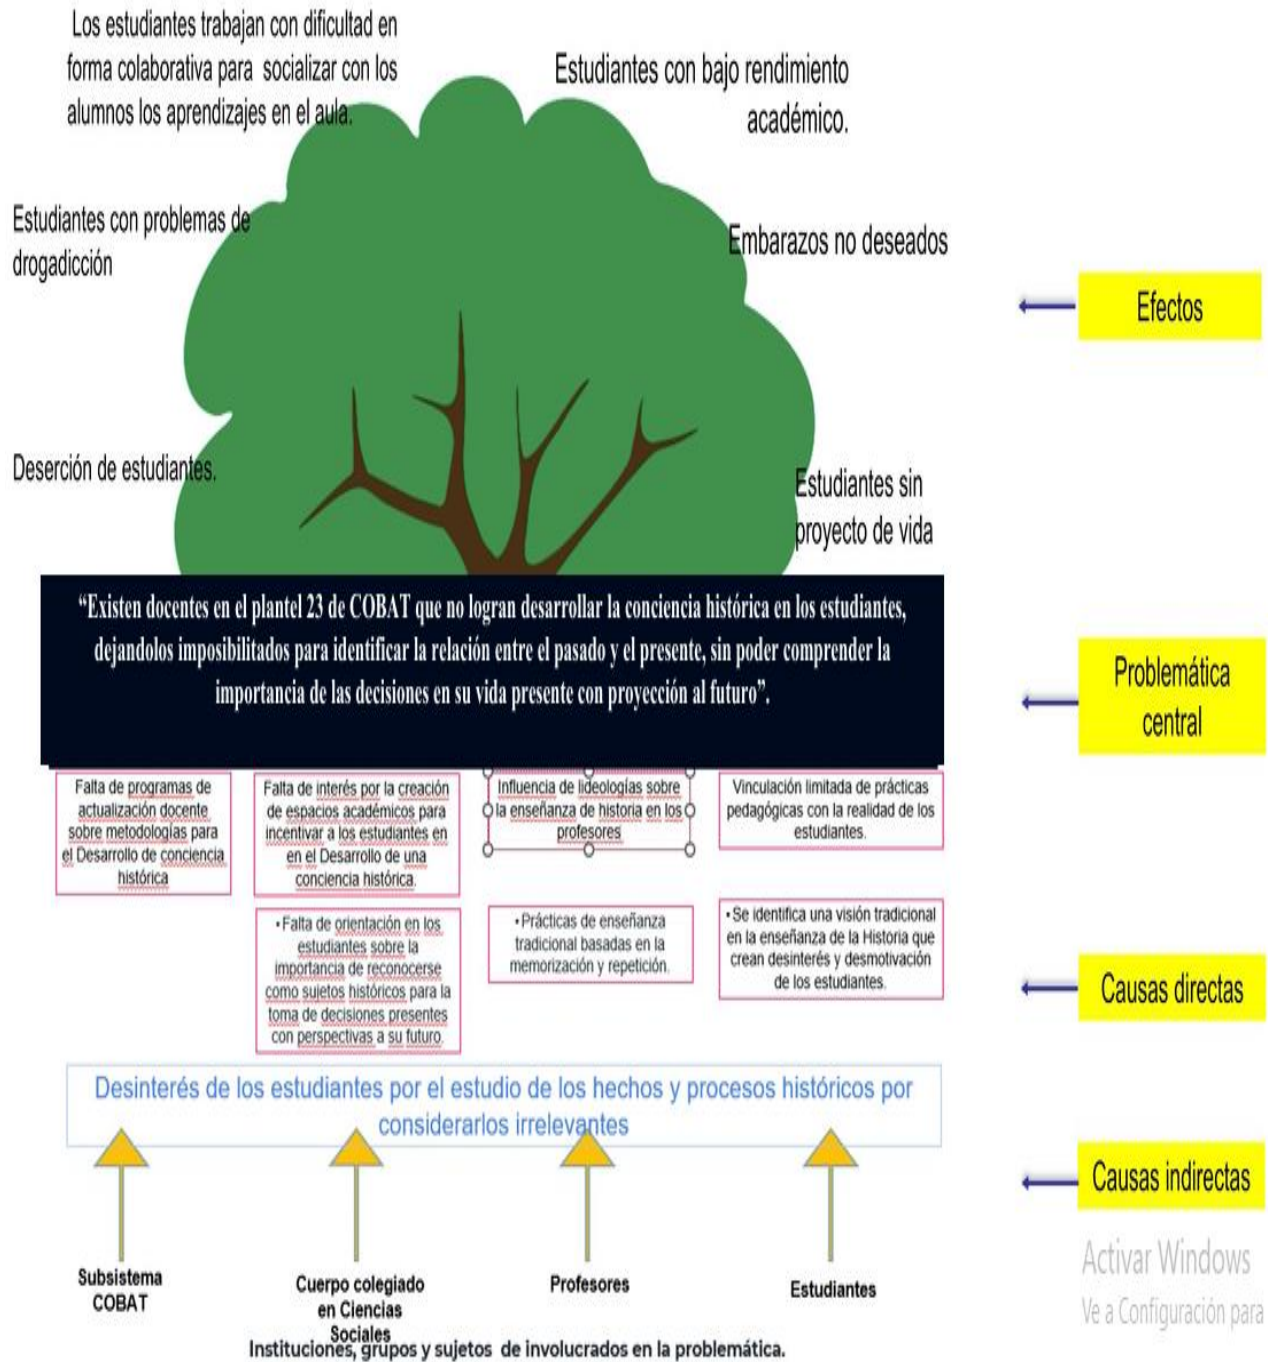 Los estudiantes trabajan con dificultad en
forma colaborativa para socializar con los
alumnos los aprendizajes en el aula.
Estudiantes con bajo rendimiento
académico.
Estudiantes con problemas de
drogadicción
Embarazos no deseados
Efectos
Deserción de estudiantes.
Estudiantes sin
proyecto de vida
“Existen docentes en el plantel 23 de COBAT que no logran desarrollar la conciencia histórica en los estudiantes,
dejandolos imposibilitados para identificar la relación entre el pasado y el presente, sin poder comprender la
importancia de las decisiones en su vida presente con proyección al futuro”.
Problemática
central
Falta de programas de
actualización docente
sobre metodologías para
el Desarrollo de conciencia
histórica
Falta de interés por la creación
de espacios académicos para
incentivar a los estudiantes en
en el Desarrollo de una
conciencia histórica.
Influencia de lideologías sobre
la enseñanza de historia en los
profesores
Vinculación limitada de prácticas
pedagógicas con la realidad de los
estudiantes.
•Falta de orientación en los
estudiantes sobre la
importancia de reconocerse
como sujetos históricos para la
toma de decisiones presentes
con perspectivas a su futuro.
•Prácticas de enseñanza
tradicional basadas en la
memorización y repetición.
•Se identifica una visión tradicional
en la enseñanza de la Historia que
crean desinterés y desmotivación
de los estudiantes.
Causas directas
Desinterés de los estudiantes por el estudio de los hechos y procesos históricos por
considerarlos irrelevantes
Causas indirectas
Subsistema
COBAT
Cuerpo colegiado
en Ciencias
Sociales
Profesores
Estudiantes
Instituciones, grupos y sujetos de involucrados en la problemática.
Activar Windows
Ve a Configuración para